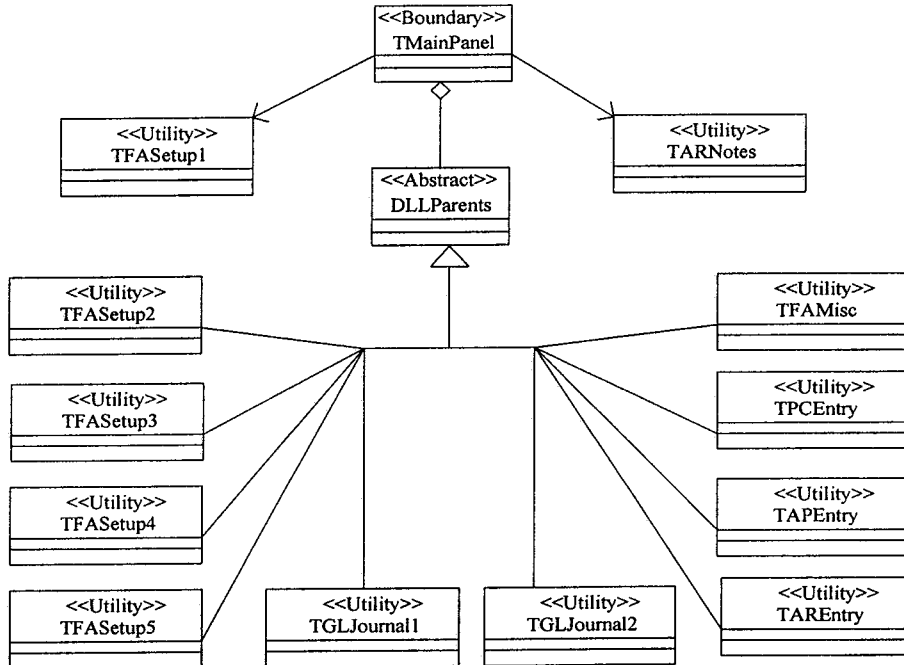 <<Boundary>>
TMainPanel
<<Utility>>
TFASetup1
<<Utility>>
TARNotes
<<Abstract>>
DLLParents
<<Utility>>
TFASetup2
<<Utility>>
TFAMisc
<<Utility>>
TFASetup3
<<Utility>>
TPCEntry
<<Utility>>
TFASetup4
<<Utility>>
TAPEntry
<<Utility>>
TFASetup5
<<Utility>>
TGLJournal1
<<Utility>>
TGLJournal2
<<Utility>>
TAREntry